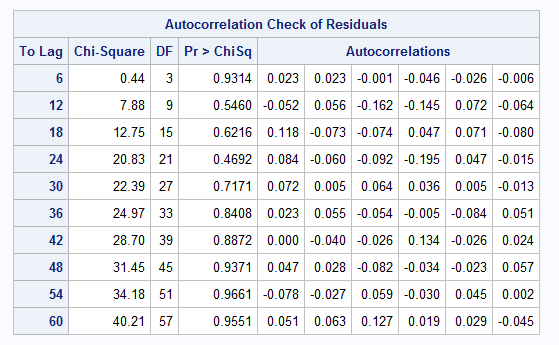 Autocorrelation Check of Residuals
To Lag Chi-Square DF Pr > ChiSq Autocorrelations
6 0.44 3 0.9314 0.023 0.023 -0.001 -0.046 -0.026 -0.006
12 7.88 9 0.5460 -0.052 0.056 -0.162 -0.145 0.072 -0.064
18 12.75 15 0.6216 0.118 -0.073 -0.074 0.047 0.071 -0.080
24 20.83 21 0.4692 0.084 -0.060 -0.092 -0.195 0.047 -0.015
30 22.39 27 0.7171 0.072 0.005 0.064 0.036 0.005 -0.013
36 24.97 33 0.8408 0.023 0.055 -0.054 -0.005 -0.084 0.051
42 28.70 39 0.8872 0.000 -0.040 -0.026 0.134 -0.026 0.024
48 31.45 45 0.9371 0.047 0.028 -0.082 -0.034 -0.023 0.057
54 34.18 51 0.9661 -0.078 -0.027 0.059 -0.030 0.045 0.002
60 40.21 57 0.9551 0.051 0.063 0.127 0.019 0.029 -0.045